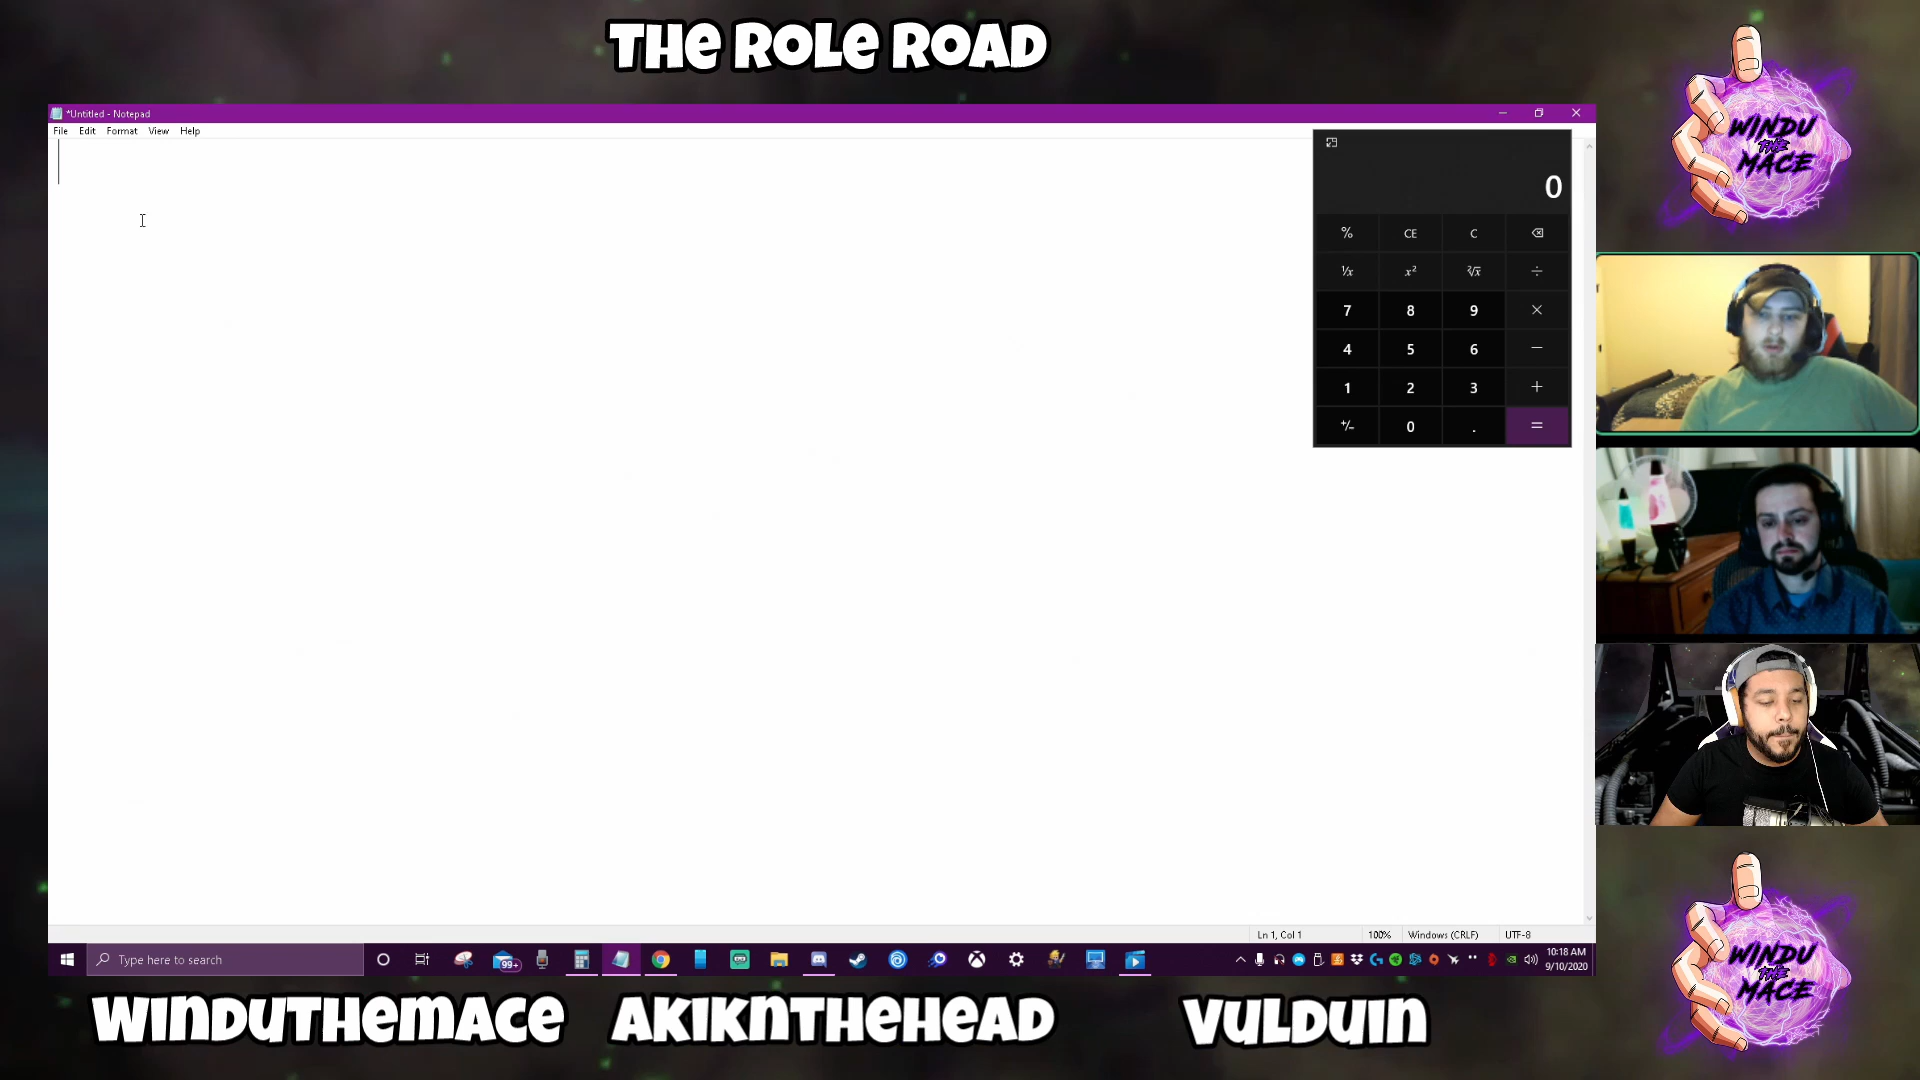 THE ROLE ROAD
*Untitled - Notepad
File Edit Format View Help
0
% CE C
¹/x x² ²√x ÷
7 8 9 ×
4 5 6 −
1 2 3 +
+/− 0 . =
WINDU
THE
MACE
Ln 1, Col 1 100% Windows (CRLF) UTF-8
Type here to search
99+
10:18 AM
9/10/2020
WINDUTHEMACE AKIKNTHEHEAD VULDUIN
WINDU
THE
MACE